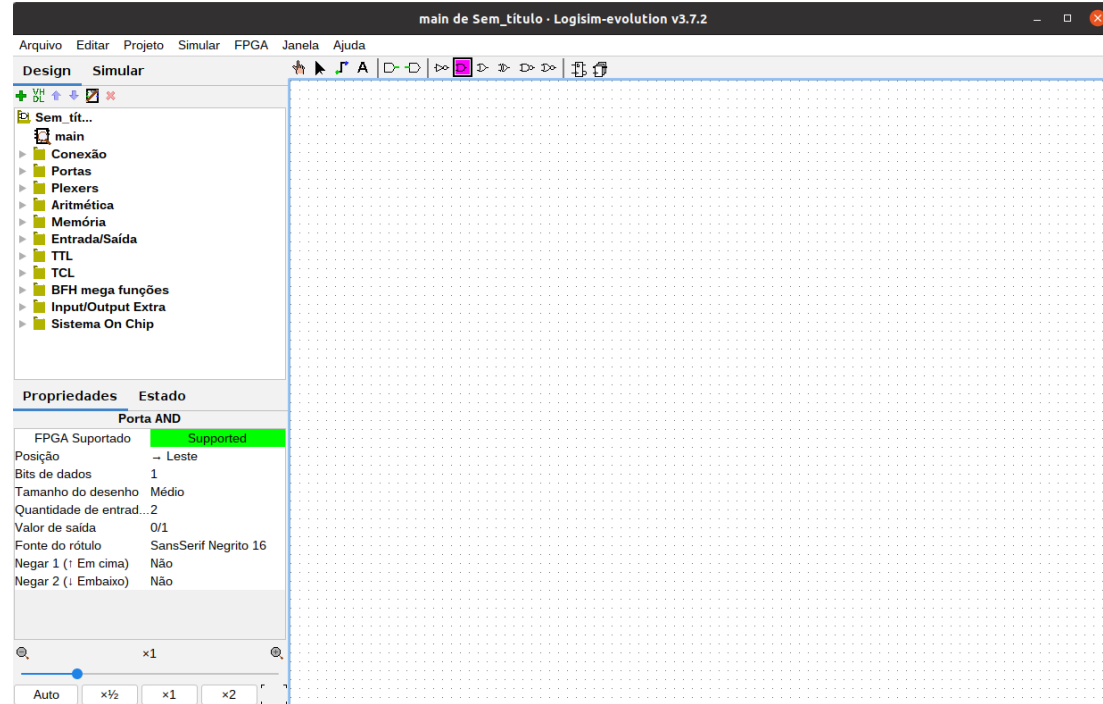 main de Sem_título · Logisim-evolution v3.7.2
Arquivo Editar Projeto Simular FPGA Janela Ajuda
Design Simular
A
VH
DL
Sem_tít...
main
Conexão
Portas
Plexers
Aritmética
Memória
Entrada/Saída
TTL
TCL
BFH mega funções
Input/Output Extra
Sistema On Chip
Propriedades Estado
Porta AND
FPGA Suportado Supported
Posição → Leste
Bits de dados 1
Tamanho do desenho Médio
Quantidade de entrad...2
Valor de saída 0/1
Fonte do rótulo SansSerif Negrito 16
Negar 1 (↑ Em cima) Não
Negar 2 (↓ Embaixo) Não
×1
Auto ×½ ×1 ×2